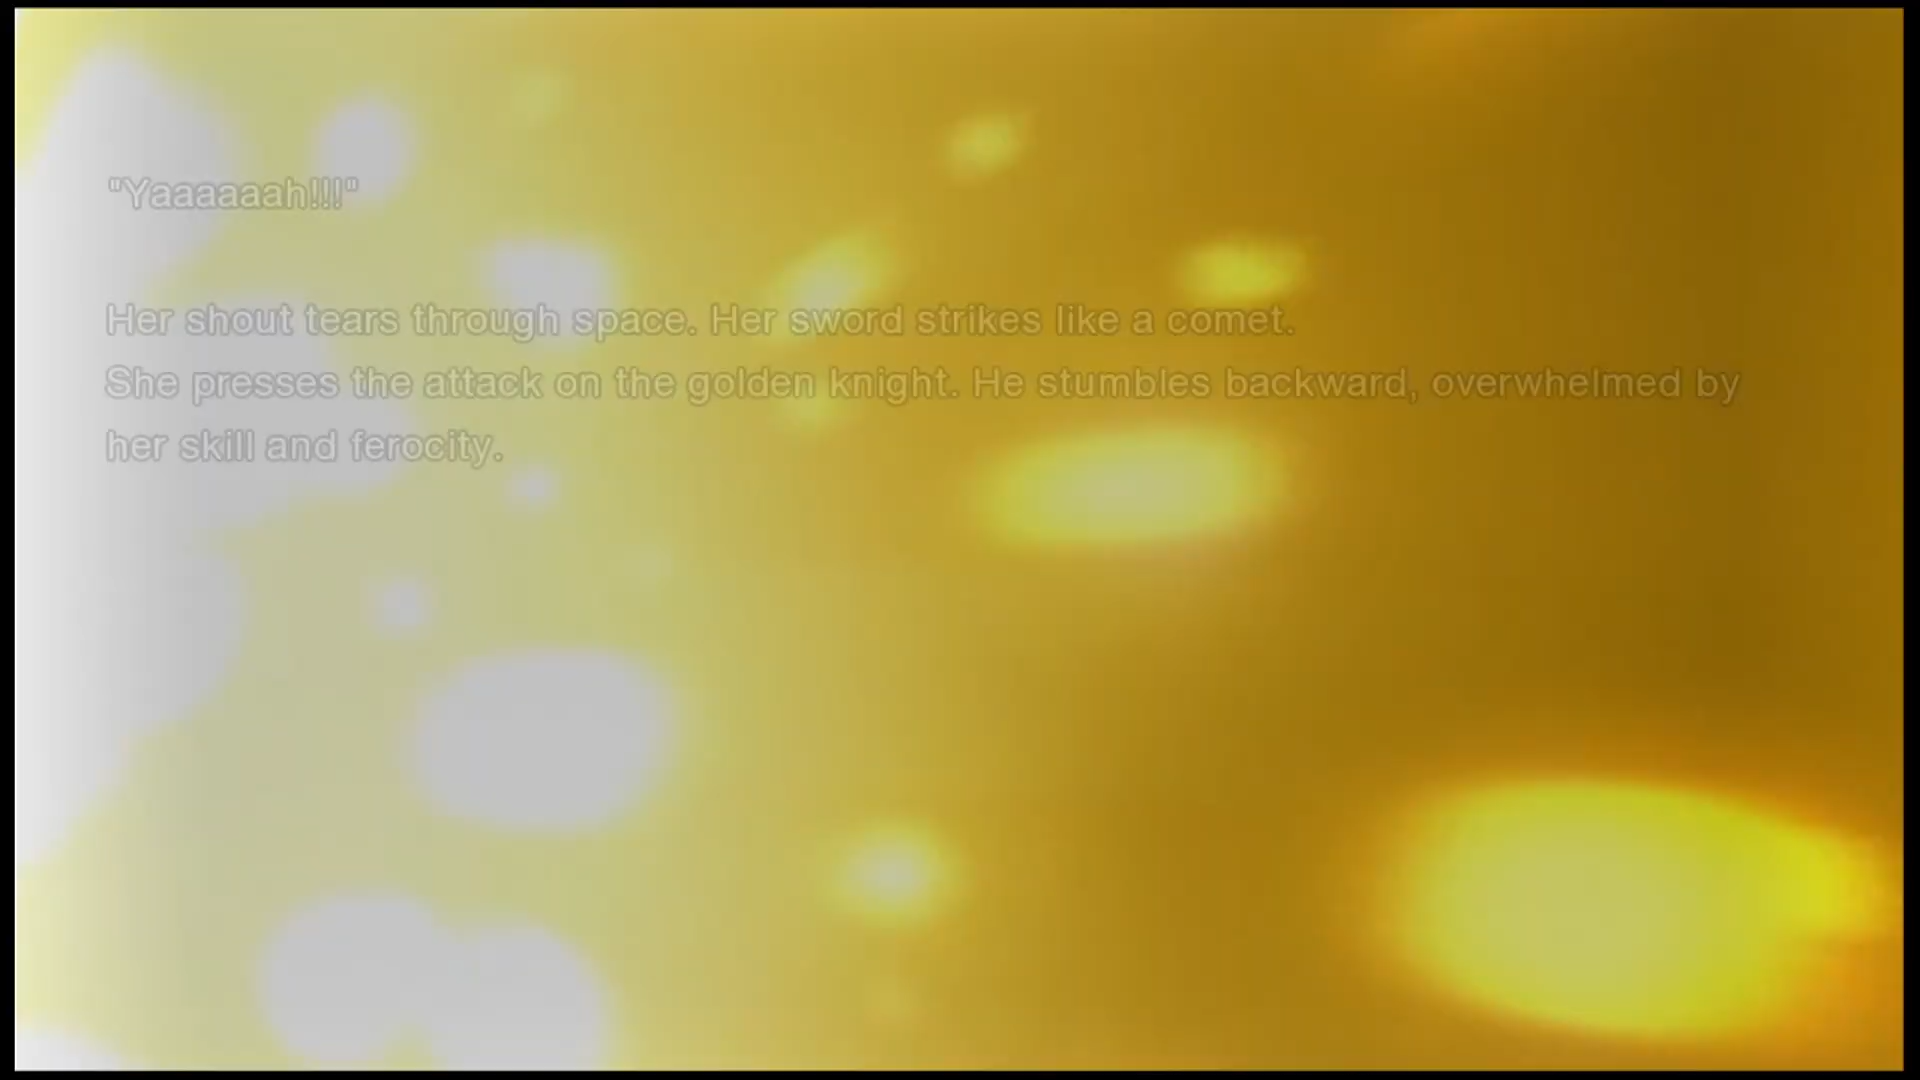 "Yaaaaaah!!!"
Her shout tears through space. Her sword strikes like a comet.
She presses the attack on the golden knight. He stumbles backward, overwhelmed by
her skill and ferocity.